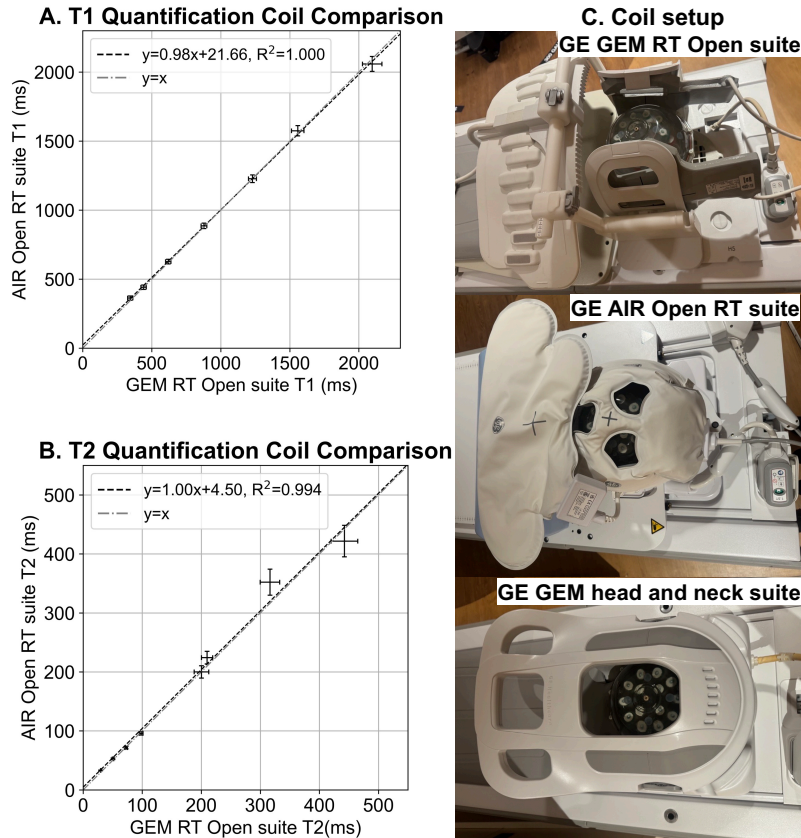 A. T1 Quantification Coil Comparison
y=0.98x+21.66, R²=1.000
y=x
2000
1500
1000
500
0
0 500 1000 1500 2000
AIR Open RT suite T1 (ms)
GEM RT Open suite T1 (ms)
B. T2 Quantification Coil Comparison
y=1.00x+4.50, R²=0.994
y=x
500
400
300
200
100
0
0 100 200 300 400 500
AIR Open RT suite T2 (ms)
GEM RT Open suite T2(ms)
C. Coil setup
GE GEM RT Open suite
GE AIR Open RT suite
GE GEM head and neck suite